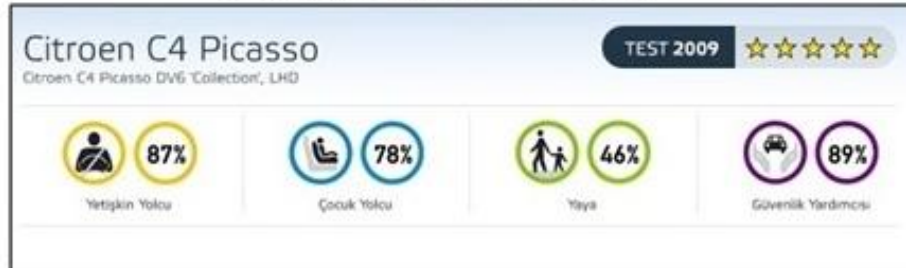 Citroen C4 Picasso
TEST 2009
Citroen C4 Picasso DV6 'Collection', LHD
87%
78%
46%
89%
Yetişkin Yolcu
Çocuk Yolcu
Yaya
Güvenlik Yardımcısı